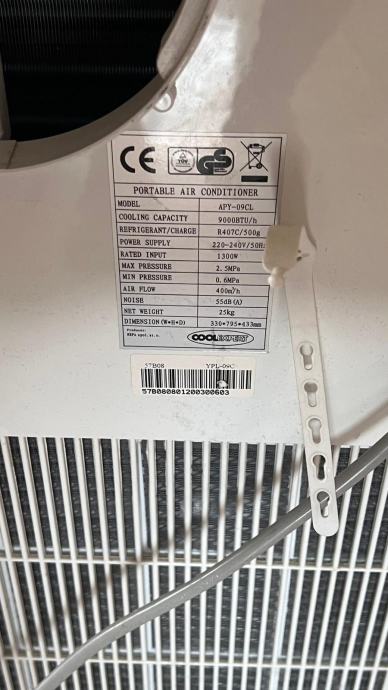 CE TÜV GS
PORTABLE AIR CONDITIONER
MODEL APY-09CL
COOLING CAPACITY 9000BTU/h
REFRIGERANT/CHARGE R407C/500g
POWER SUPPLY 220-240V/50Hz
RATED INPUT 1300W
MAX PRESSURE 2.5MPa
MIN PRESSURE 0.6MPa
AIR FLOW 400m³/h
NOISE 55dB(A)
NET WEIGHT 25kg
DIMENSION(W*H*D) 330*795*433mm
COOLEXPERT
57B08 YPL-09C
57B080801200300603